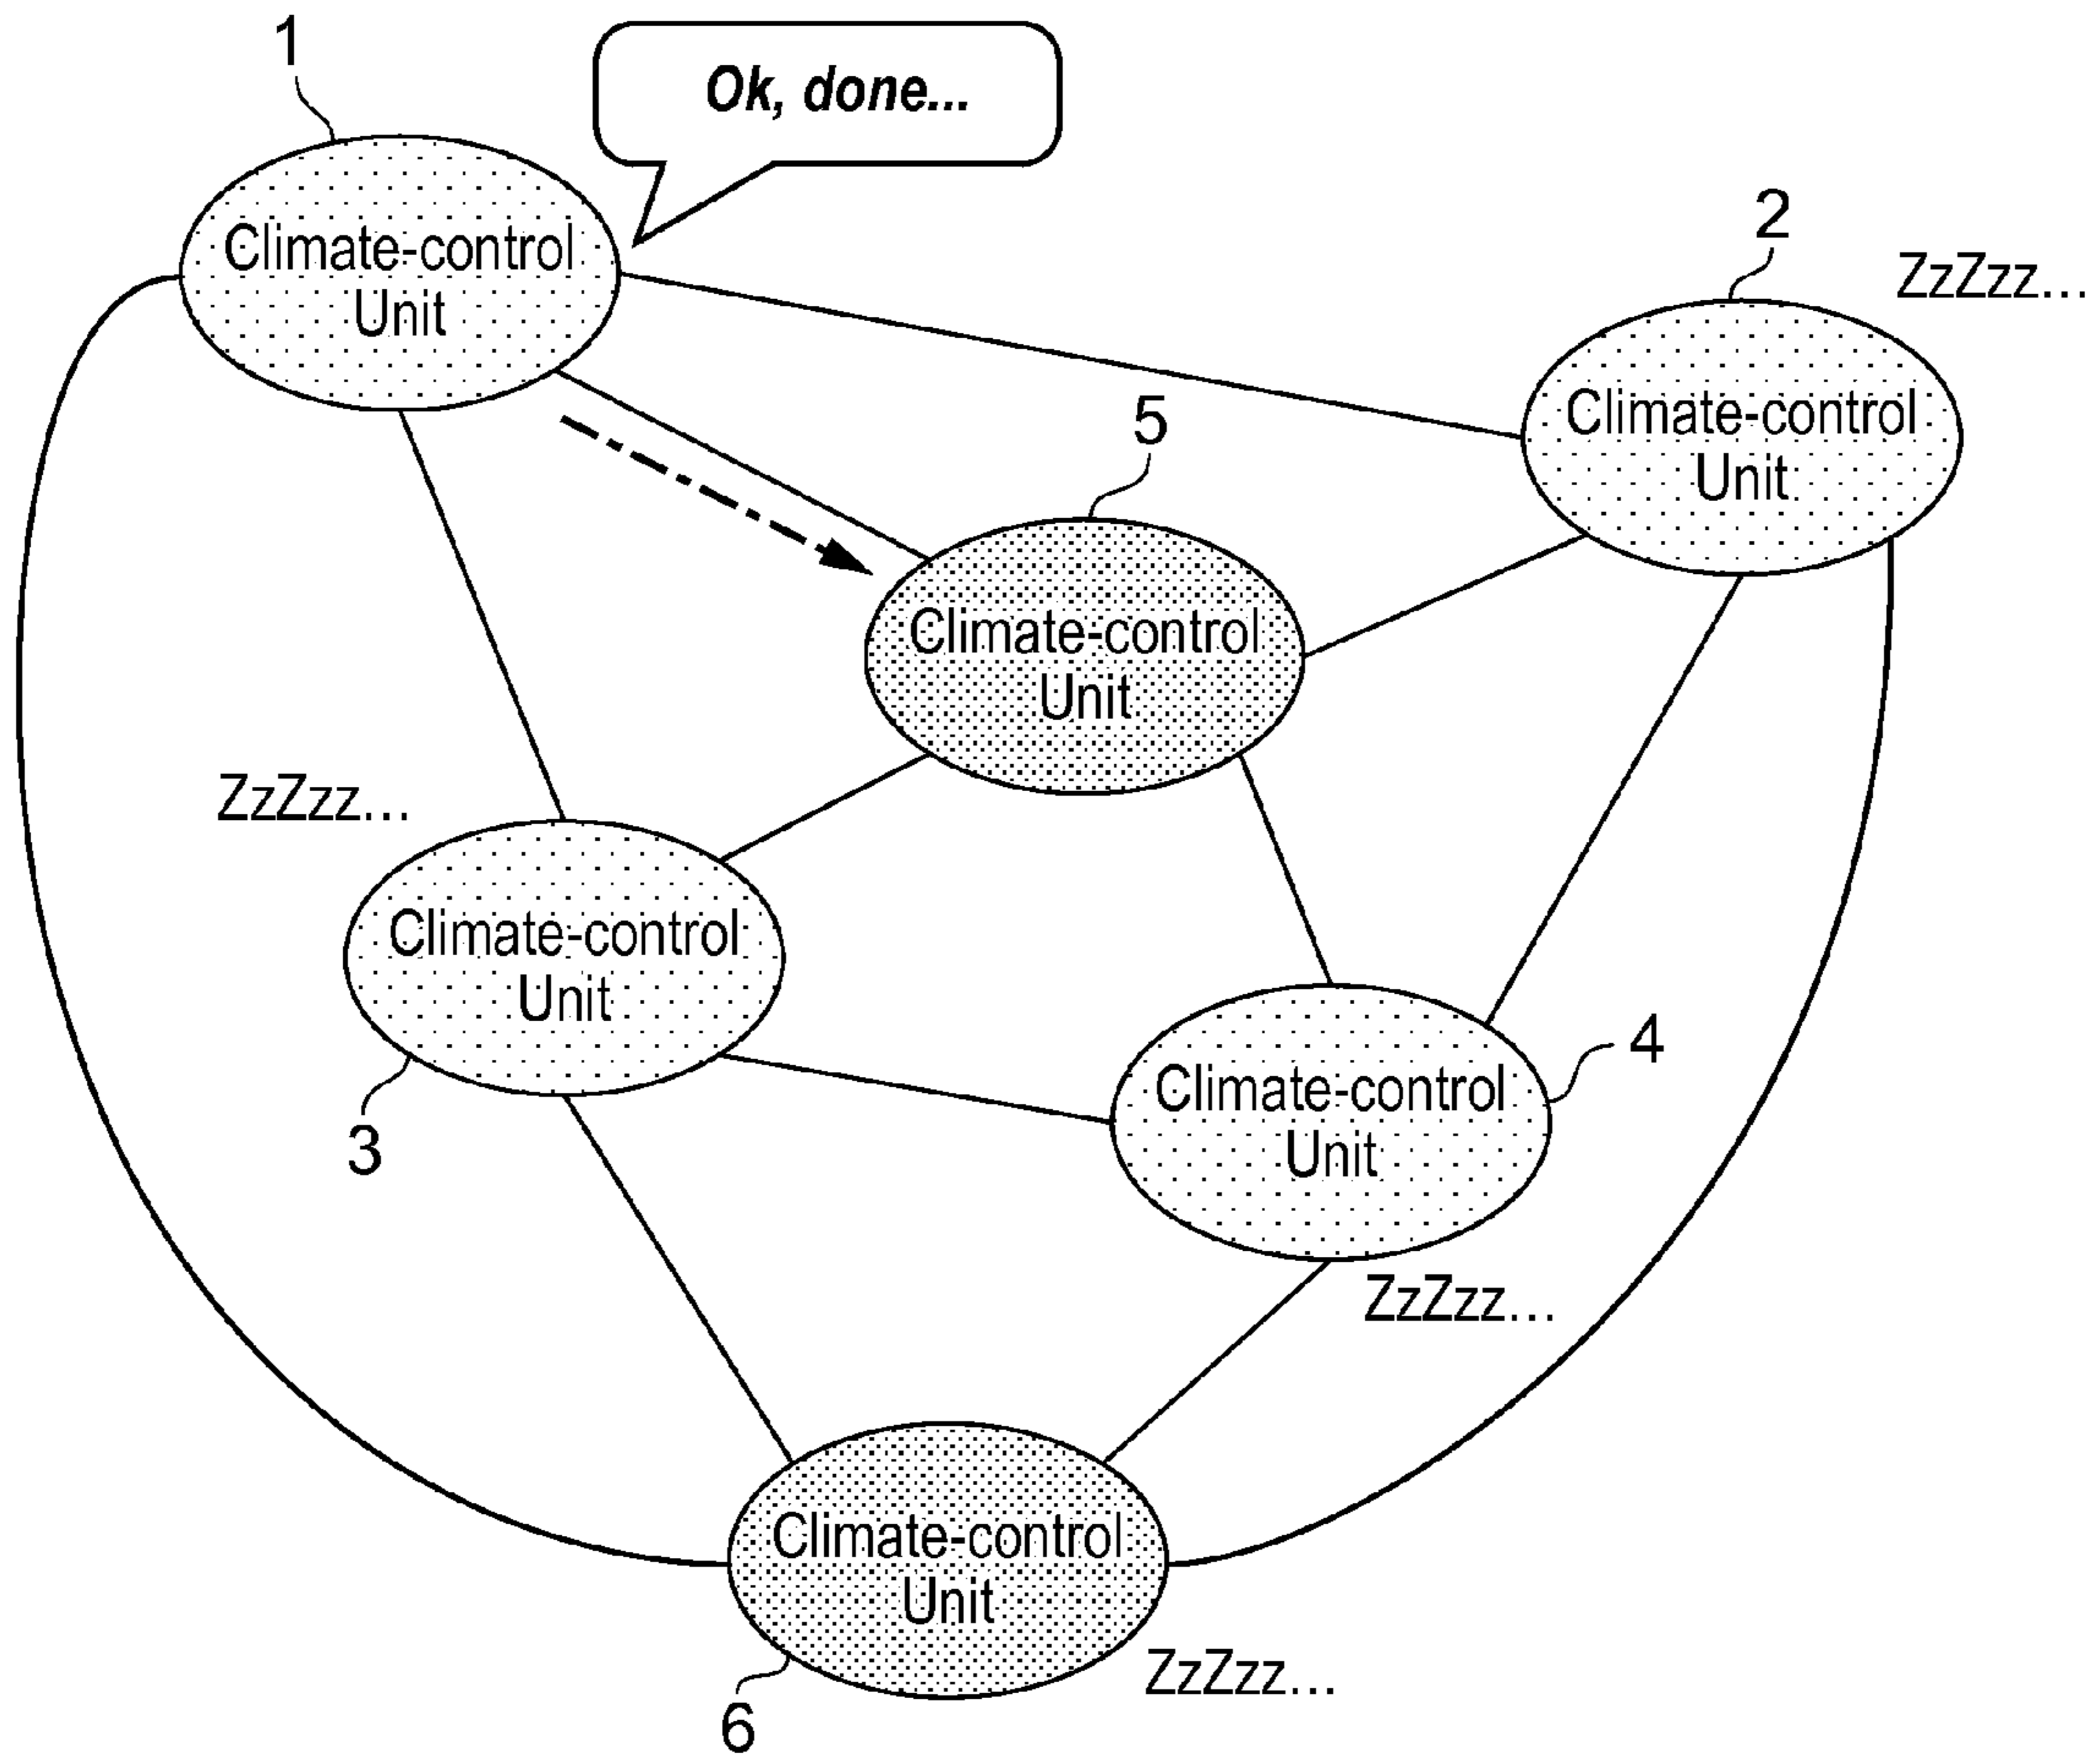 1
Ok, done...
Climate-control
Unit
2
ZzZzz...
Climate-control
Unit
5
Climate-control
Unit
ZzZzz...
Climate-control
Unit
3
4
Climate-control
Unit
ZzZzz...
Climate-control
Unit
ZzZzz...
6